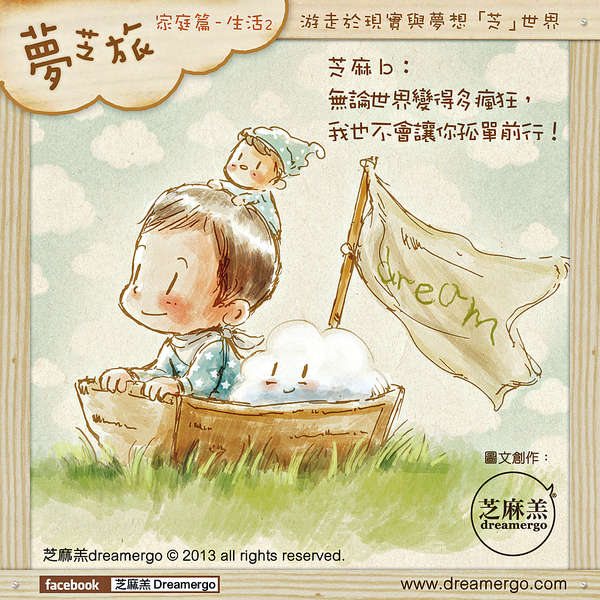 夢芝旅
家庭篇-生活2
游走於現實與夢想「芝」世界
芝麻b：
無論世界變得多瘋狂，
我也不會讓你孤單前行！
dream
圖文創作：
芝麻羔
dreamergo
芝麻羔dreamergo © 2013 all rights reserved.
facebook 芝麻羔 Dreamergo
www.dreamergo.com